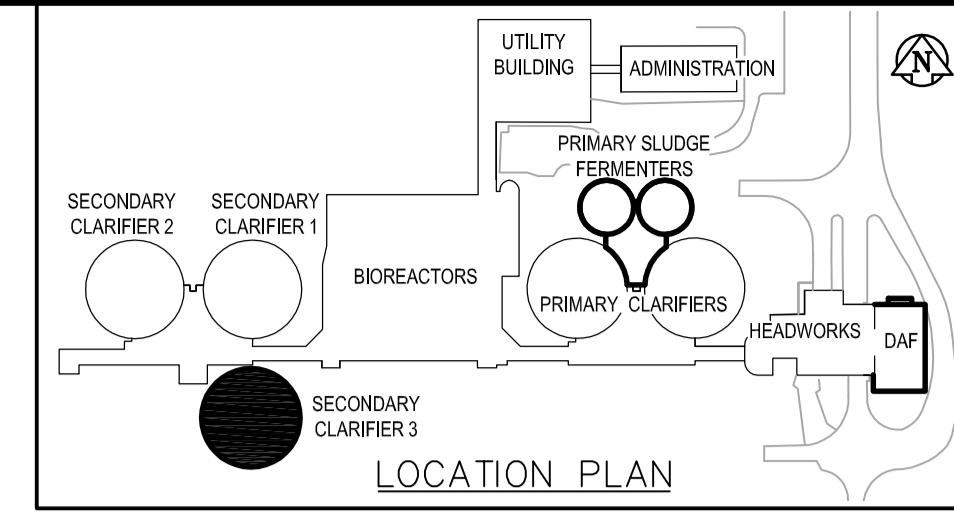 UTILITY
BUILDING
ADMINISTRATION
N
PRIMARY SLUDGE
FERMENTERS
SECONDARY
CLARIFIER 2
SECONDARY
CLARIFIER 1
BIOREACTORS
PRIMARY CLARIFIERS
HEADWORKS
DAF
SECONDARY
CLARIFIER 3
LOCATION PLAN